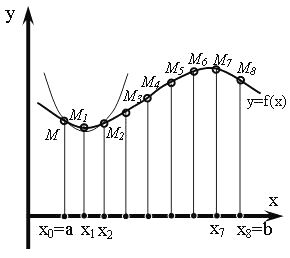 y
M M₁ M₂ M₃ M₄ M₅ M₆ M₇ M₈
y=f(x)
x
x₀=a x₁ x₂ x₇ x₈=b